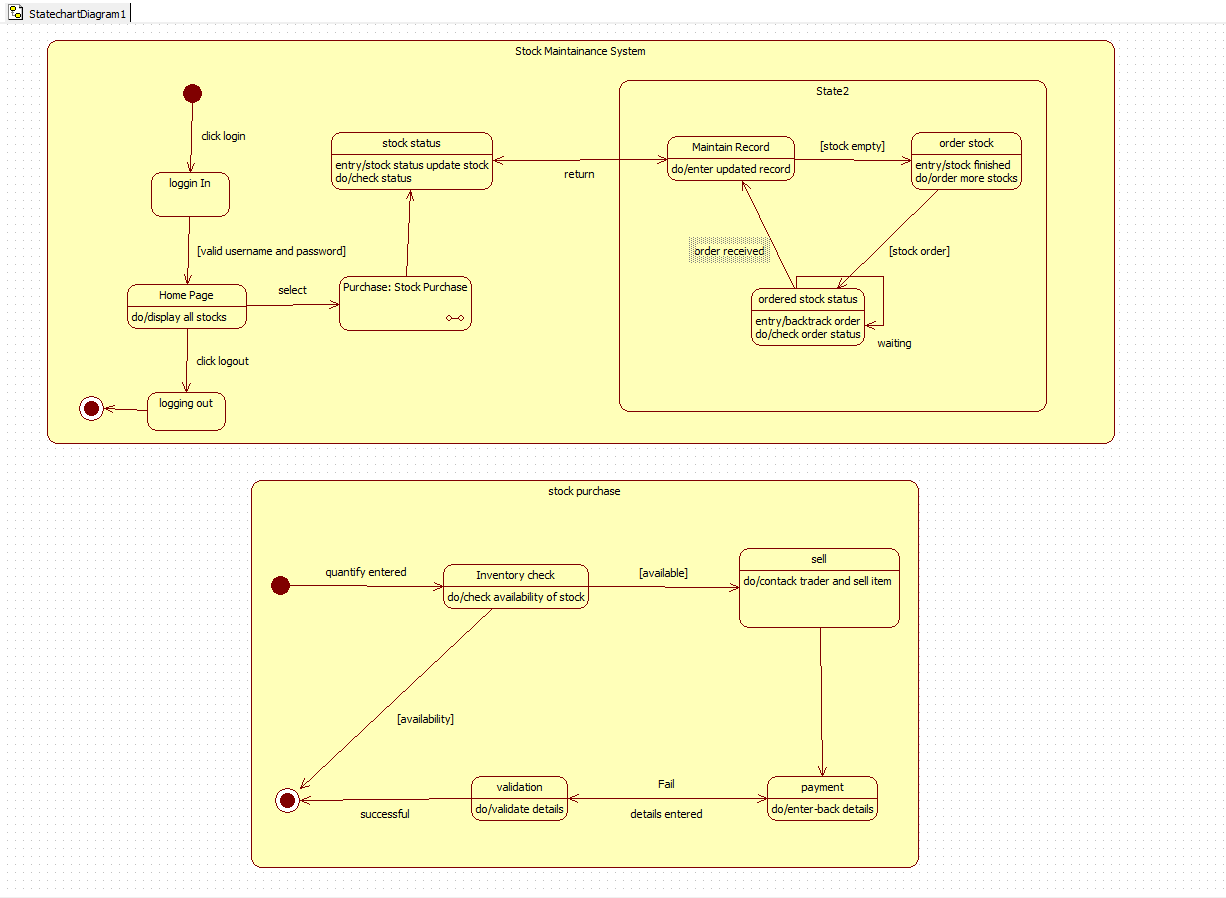 StatechartDiagram1
Stock Maintainance System
State2
click login
stock status
entry/stock status update stock
do/check status
Maintain Record
do/enter updated record
[stock empty]
order stock
entry/stock finished
do/order more stocks
return
loggin In
[valid username and password]
order received
[stock order]
Home Page
do/display all stocks
select
Purchase: Stock Purchase
ordered stock status
entry/backtrack order
do/check order status
waiting
click logout
logging out
stock purchase
quantify entered
Inventory check
do/check availability of stock
[available]
sell
do/contack trader and sell item
[availability]
validation
do/validate details
successful
Fail
details entered
payment
do/enter-back details